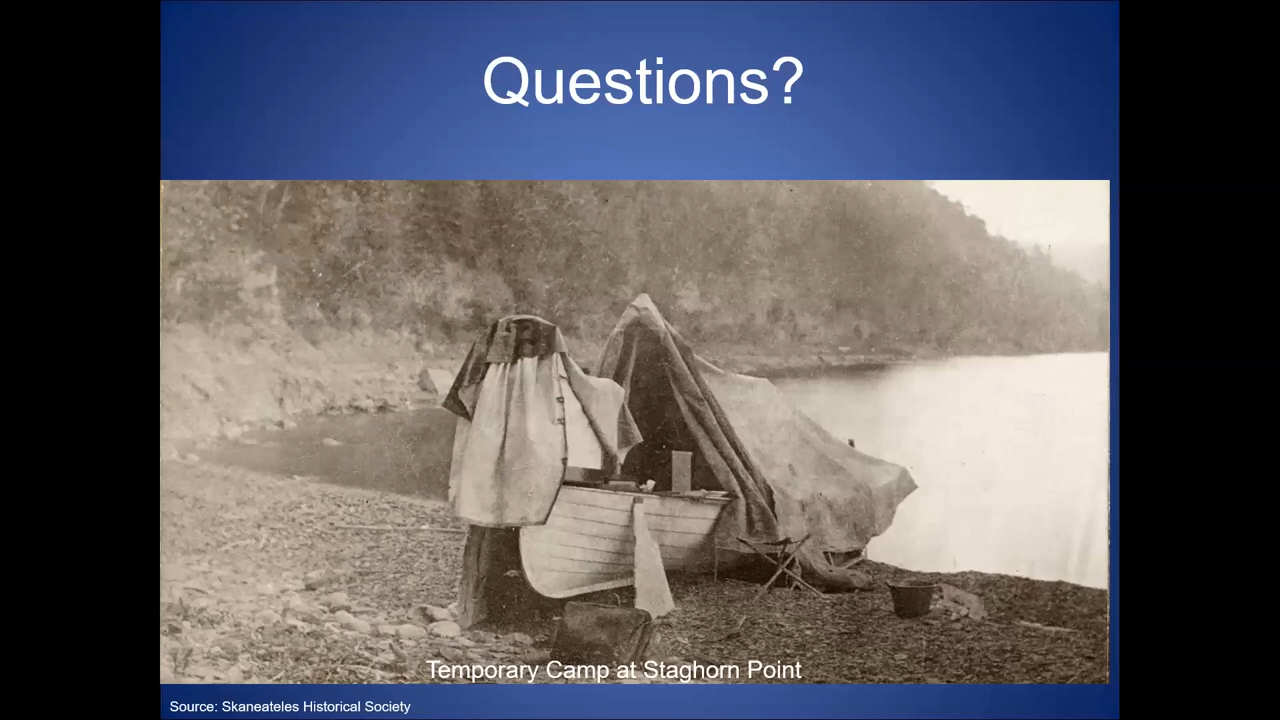 Questions?
Temporary Camp at Staghorn Point
Source: Skaneateles Historical Society